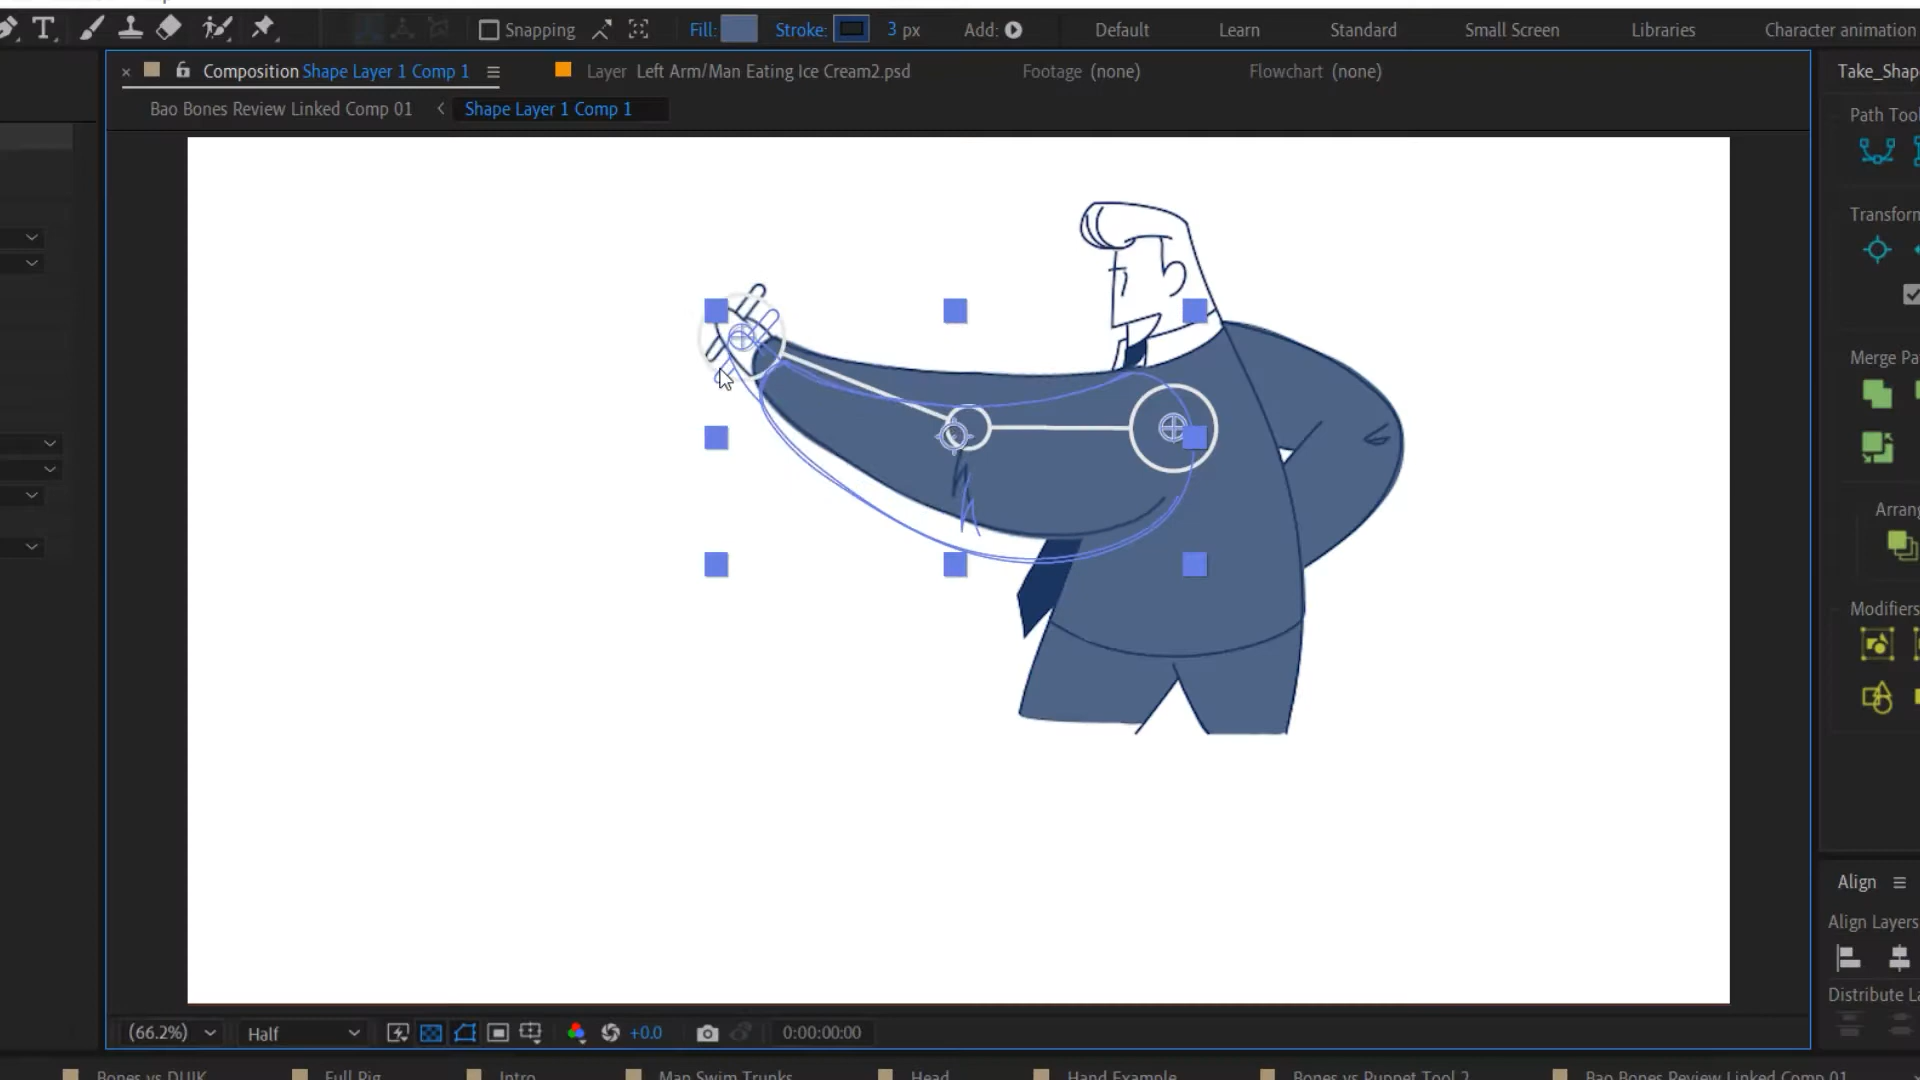 T Snapping Fill: Stroke: 3 px Add: Default Learn Standard Small Screen Libraries Character animation
Composition Shape Layer 1 Comp 1 Layer Left Arm/Man Eating Ice Cream2.psd Footage (none) Flowchart (none) Take_Shap
Bao Bones Review Linked Comp 01 < Shape Layer 1 Comp 1
Path Tool
Transform
Merge Pa
Arrang
Modifiers
Align
Align Layers
Distribute La
(66.2%) Half +0.0 0:00:00:00
Bones vs DUIK Full Rig Intro Man Swim Trunks Head Hand Example Bones vs Puppet Tool 2 Bao Bones Review Linked Comp 01